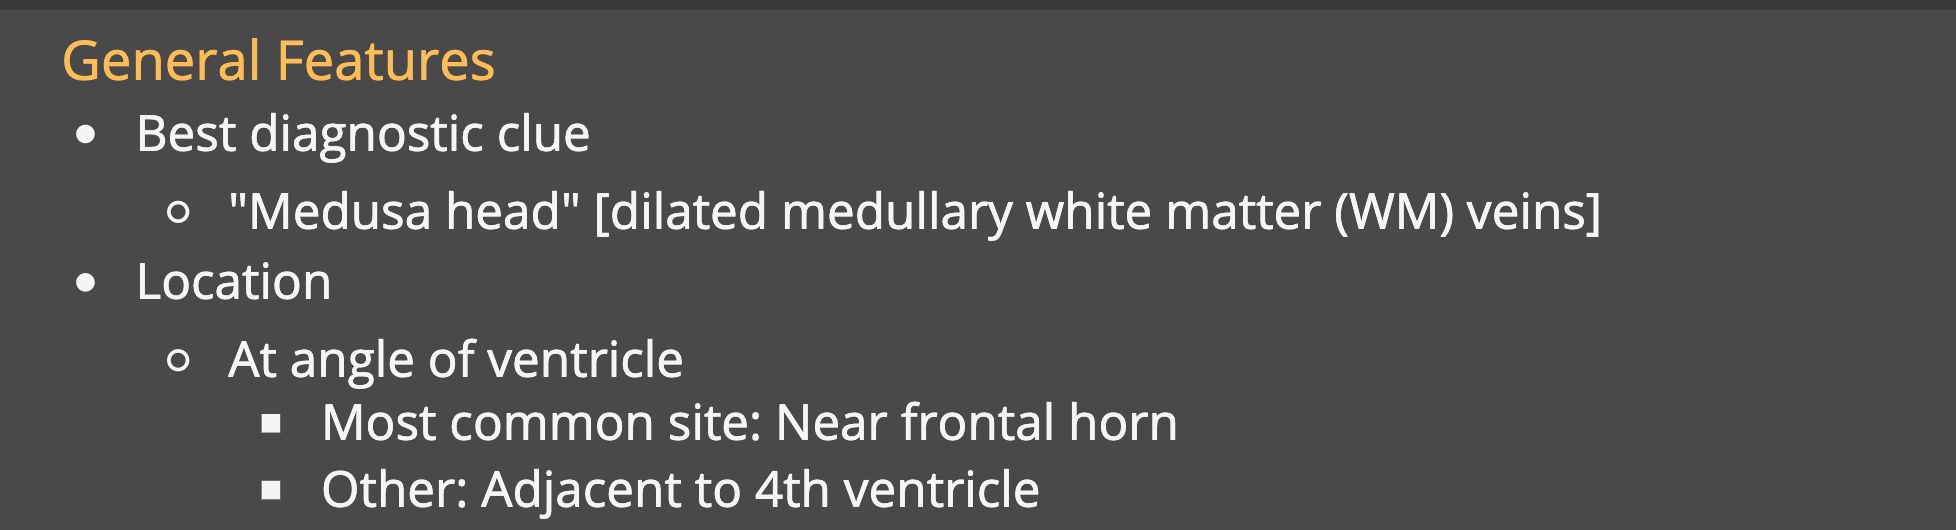 General Features
• Best diagnostic clue
○ "Medusa head" [dilated medullary white matter (WM) veins]
• Location
○ At angle of ventricle
■ Most common site: Near frontal horn
■ Other: Adjacent to 4th ventricle